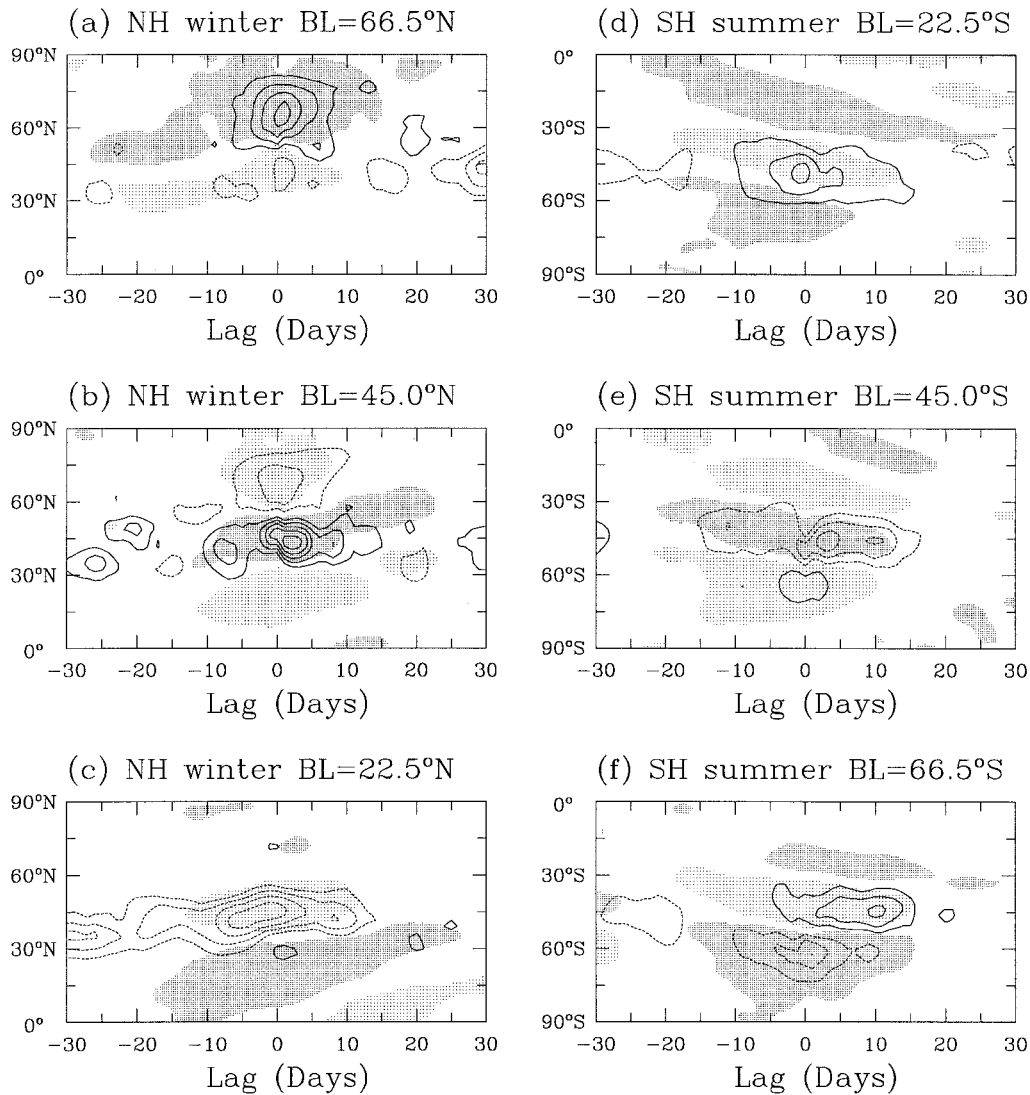 (a) NH winter BL=66.5°N
90°N
60°N
30°N
0°
−30 −20 −10 0 10 20 30
Lag (Days)
(d) SH summer BL=22.5°S
0°
30°S
60°S
90°S
−30 −20 −10 0 10 20 30
Lag (Days)
(b) NH winter BL=45.0°N
90°N
60°N
30°N
0°
−30 −20 −10 0 10 20 30
Lag (Days)
(e) SH summer BL=45.0°S
0°
30°S
60°S
90°S
−30 −20 −10 0 10 20 30
Lag (Days)
(c) NH winter BL=22.5°N
90°N
60°N
30°N
0°
−30 −20 −10 0 10 20 30
Lag (Days)
(f) SH summer BL=66.5°S
0°
30°S
60°S
90°S
−30 −20 −10 0 10 20 30
Lag (Days)